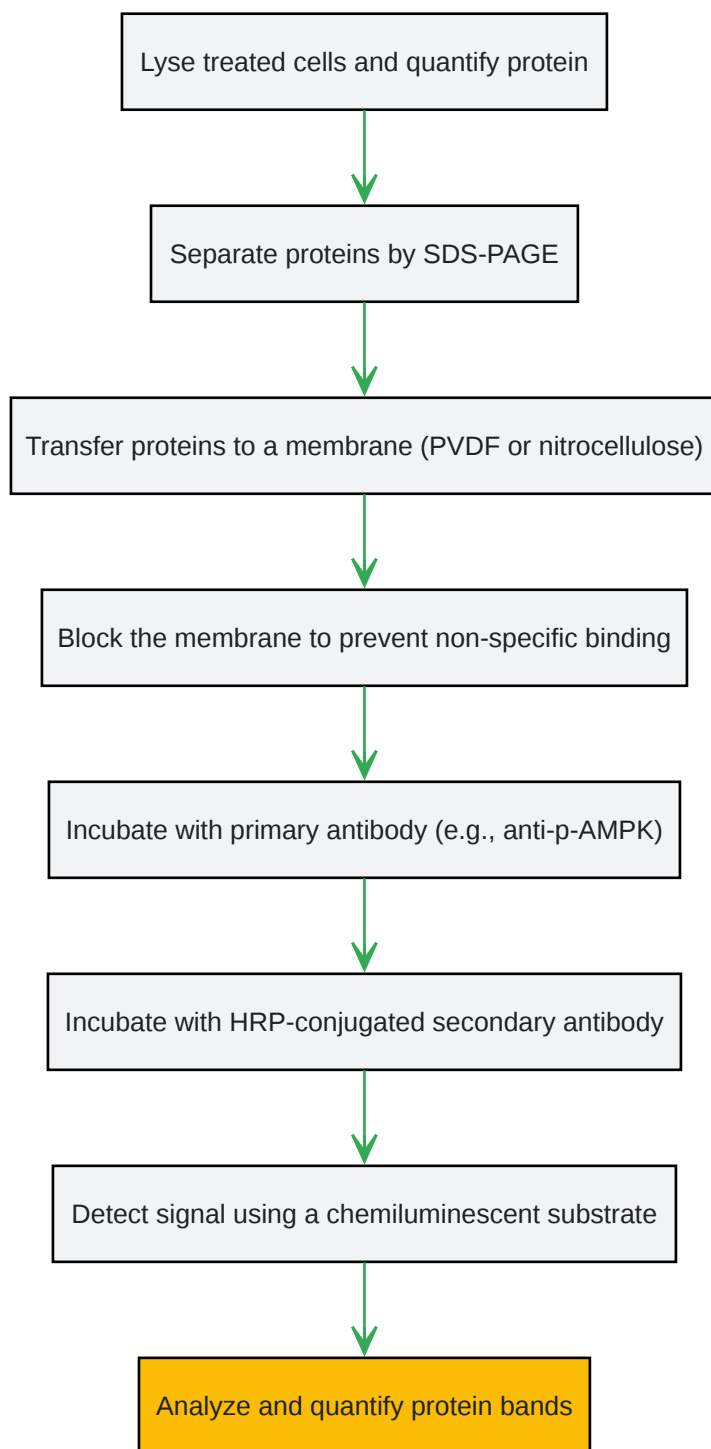 Lyse treated cells and quantify protein
Separate proteins by SDS-PAGE
Transfer proteins to a membrane (PVDF or nitrocellulose)
Block the membrane to prevent non-specific binding
Incubate with primary antibody (e.g., anti-p-AMPK)
Incubate with HRP-conjugated secondary antibody
Detect signal using a chemiluminescent substrate
Analyze and quantify protein bands